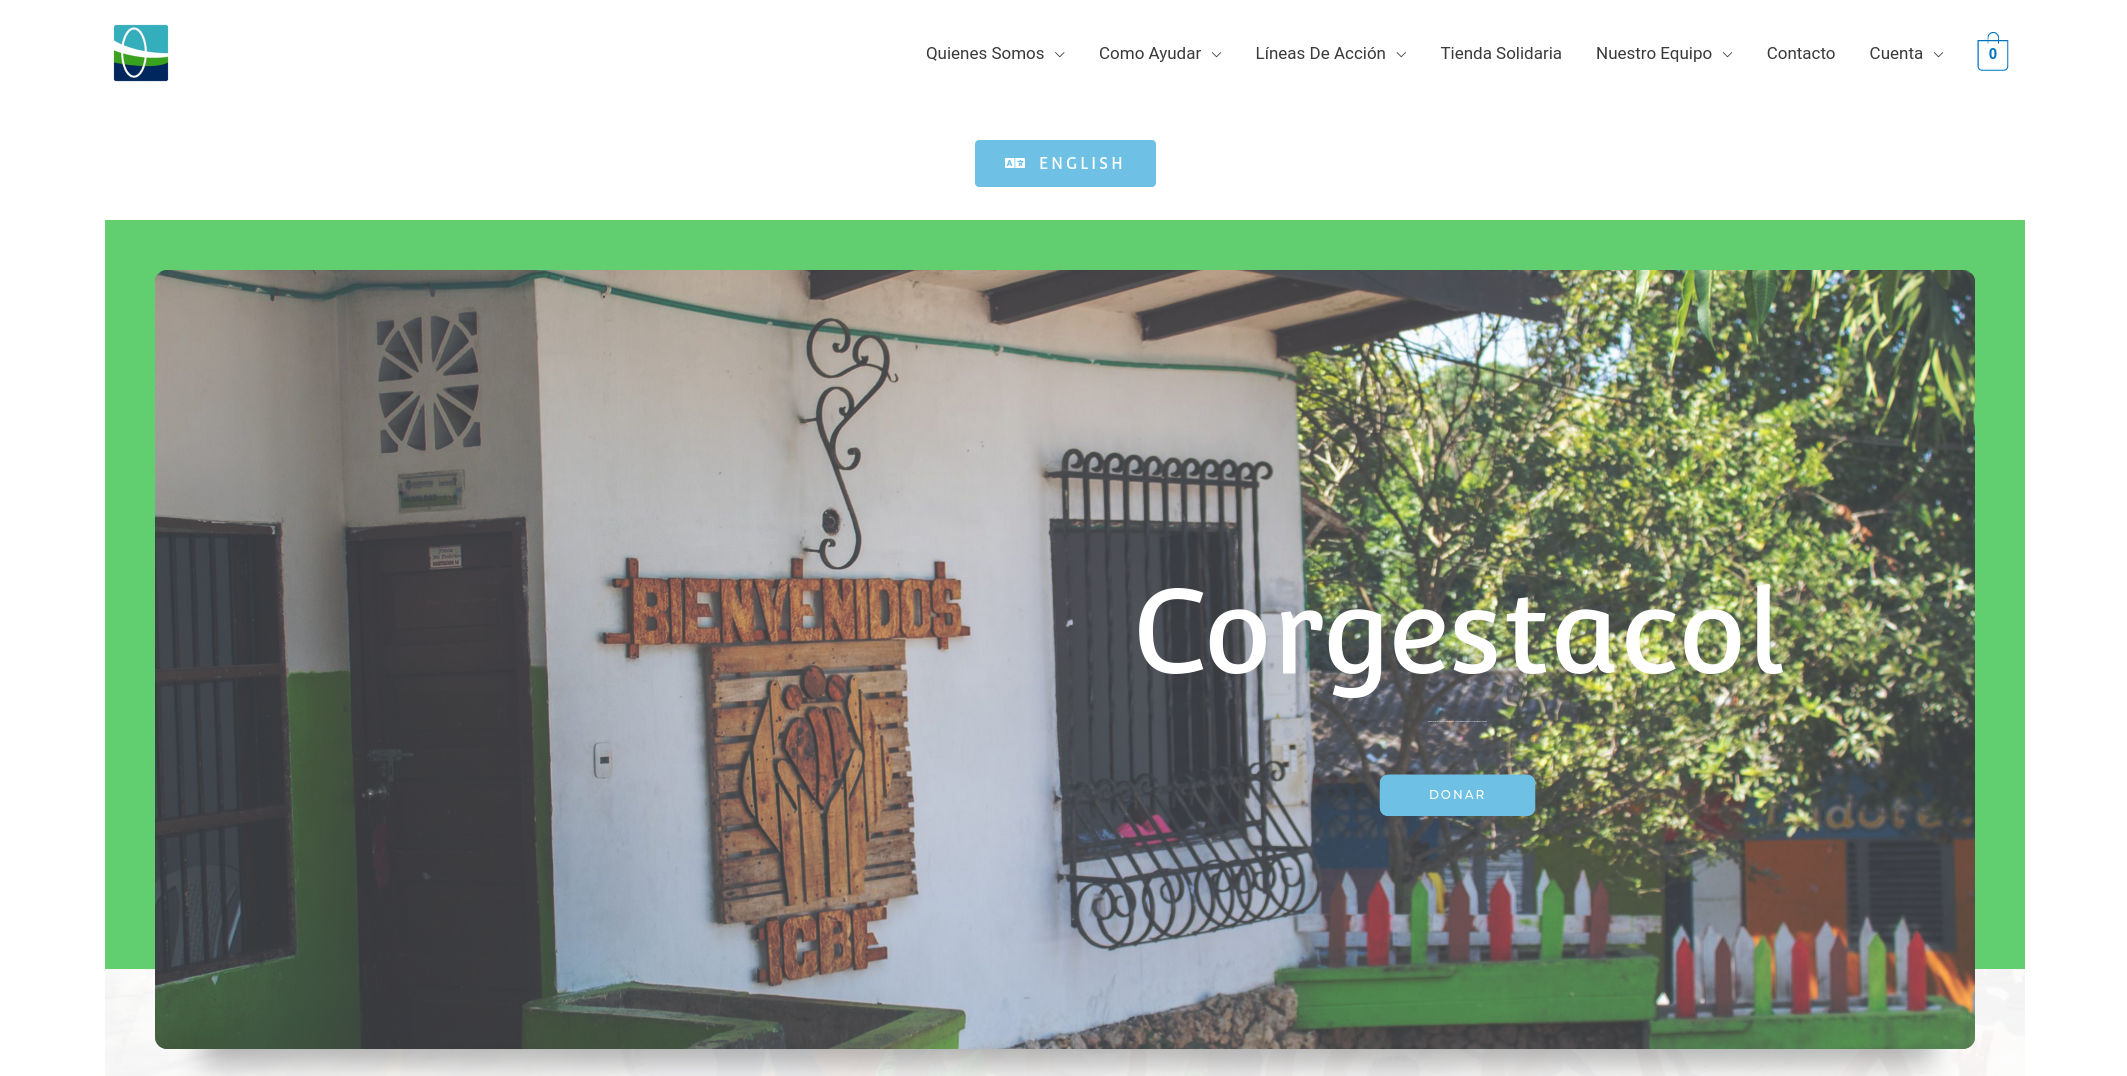 Quienes Somos
Como Ayudar
Líneas De Acción
Tienda Solidaria
Nuestro Equipo
Contacto
Cuenta
0
ENGLISH
BIENVENIDOS
ICBF
Corgestacol
DONAR